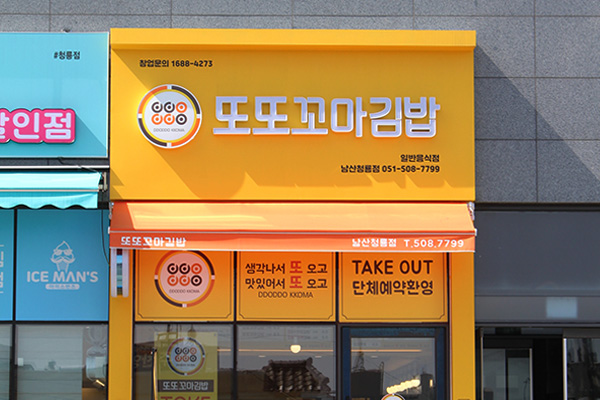 #청룡점
할인점
ICE MAN'S
창업문의 1688-4273
DDODDO KKOMA
또또꼬마김밥
일반음식점
남산청룡점 051-508-7799
또또꼬마김밥
남산청룡점 T.508.7799
DDODDO KKOMA
생각나서 또 오고
맛있어서 또 오고
DDODDO KKOMA
TAKE OUT
단체예약환영
또또꼬마김밥
TAKE